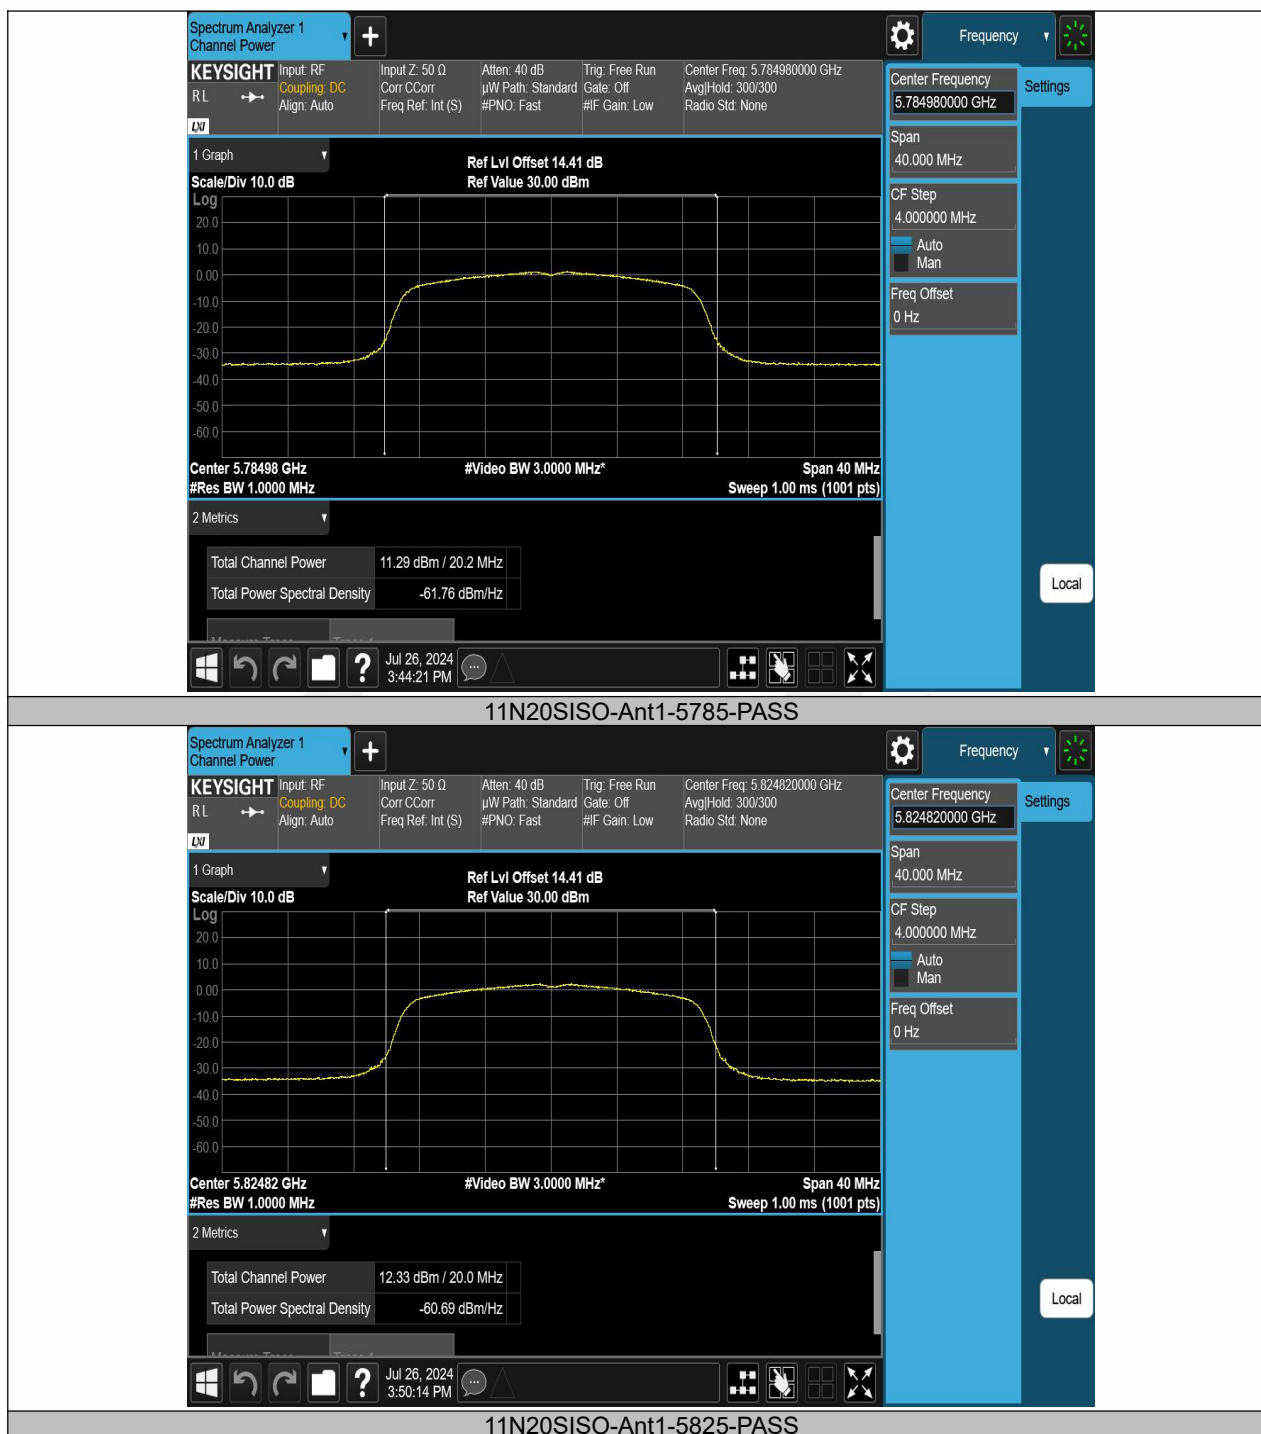 Spectrum Analyzer 1
Channel Power
+
Frequency
KEYSIGHT
R L
LXI
Input: RF
Coupling: DC
Align: Auto
Input Z: 50 Ω
Corr CCorr
Freq Ref: Int (S)
Atten: 40 dB
µW Path: Standard
#PNO: Fast
Trig: Free Run
Gate: Off
#IF Gain: Low
Center Freq: 5.784980000 GHz
Avg|Hold: 300/300
Radio Std: None
Center Frequency
5.784980000 GHz
Settings
Span
40.000 MHz
CF Step
4.000000 MHz
Auto
Man
Freq Offset
0 Hz
Local
1 Graph
Scale/Div 10.0 dB
Ref Lvl Offset 14.41 dB
Ref Value 30.00 dBm
Log
20.0
10.0
0.00
-10.0
-20.0
-30.0
-40.0
-50.0
-60.0
Center 5.78498 GHz
#Video BW 3.0000 MHz*
Span 40 MHz
#Res BW 1.0000 MHz
Sweep 1.00 ms (1001 pts)
2 Metrics
Total Channel Power 11.29 dBm / 20.2 MHz
Total Power Spectral Density -61.76 dBm/Hz
?
Jul 26, 2024
3:44:21 PM
11N20SISO-Ant1-5785-PASS
Spectrum Analyzer 1
Channel Power
+
Frequency
KEYSIGHT
R L
LXI
Input: RF
Coupling: DC
Align: Auto
Input Z: 50 Ω
Corr CCorr
Freq Ref: Int (S)
Atten: 40 dB
µW Path: Standard
#PNO: Fast
Trig: Free Run
Gate: Off
#IF Gain: Low
Center Freq: 5.824820000 GHz
Avg|Hold: 300/300
Radio Std: None
Center Frequency
5.824820000 GHz
Settings
Span
40.000 MHz
CF Step
4.000000 MHz
Auto
Man
Freq Offset
0 Hz
Local
1 Graph
Scale/Div 10.0 dB
Ref Lvl Offset 14.41 dB
Ref Value 30.00 dBm
Log
20.0
10.0
0.00
-10.0
-20.0
-30.0
-40.0
-50.0
-60.0
Center 5.82482 GHz
#Video BW 3.0000 MHz*
Span 40 MHz
#Res BW 1.0000 MHz
Sweep 1.00 ms (1001 pts)
2 Metrics
Total Channel Power 12.33 dBm / 20.0 MHz
Total Power Spectral Density -60.69 dBm/Hz
?
Jul 26, 2024
3:50:14 PM
11N20SISO-Ant1-5825-PASS